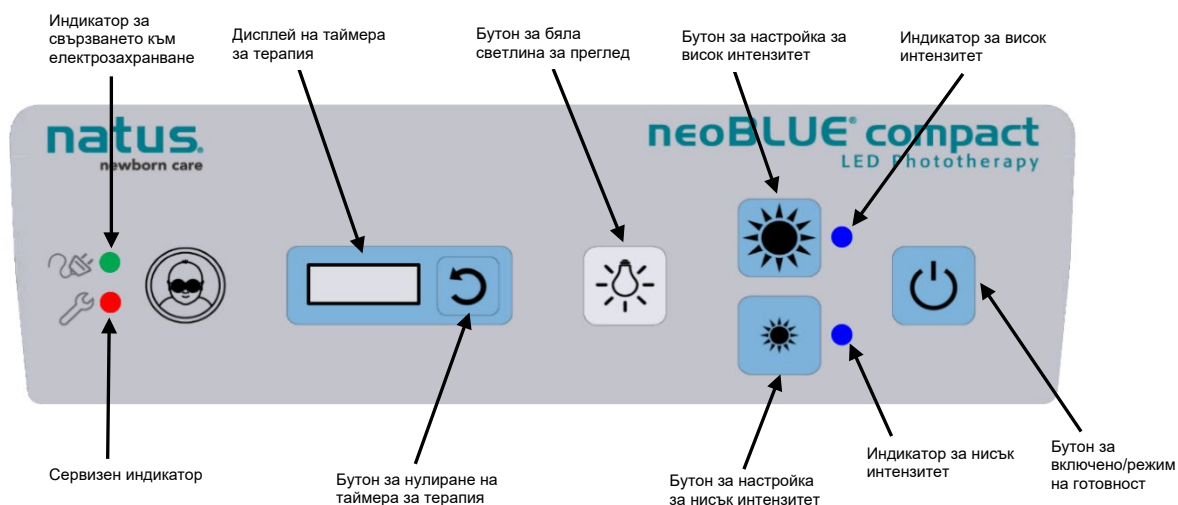 Индикатор за
свързването към
електрозахранване
Дисплей на таймера
за терапия
Бутон за бяла
светлина за преглед
Бутон за настройка за
висок интензитет
Индикатор за висок
интензитет
natus.
newborn care
neoBLUE® compact
LED Phototherapy
Сервизен индикатор
Бутон за нулиране на
таймера за терапия
Бутон за настройка
за нисък интензитет
Индикатор за нисък
интензитет
Бутон за
включено/режим
на готовност